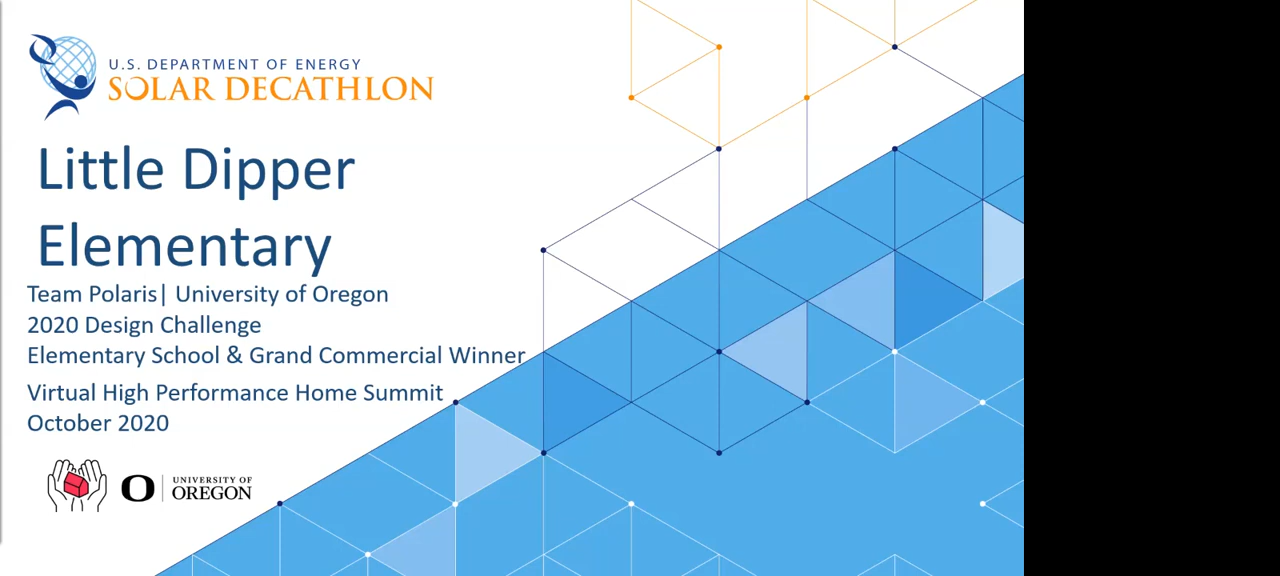 U.S. DEPARTMENT OF ENERGY
SOLAR DECATHLON
Little Dipper
Elementary
Team Polaris| University of Oregon
2020 Design Challenge
Elementary School & Grand Commercial Winner
Virtual High Performance Home Summit
October 2020
O
UNIVERSITY OF
OREGON